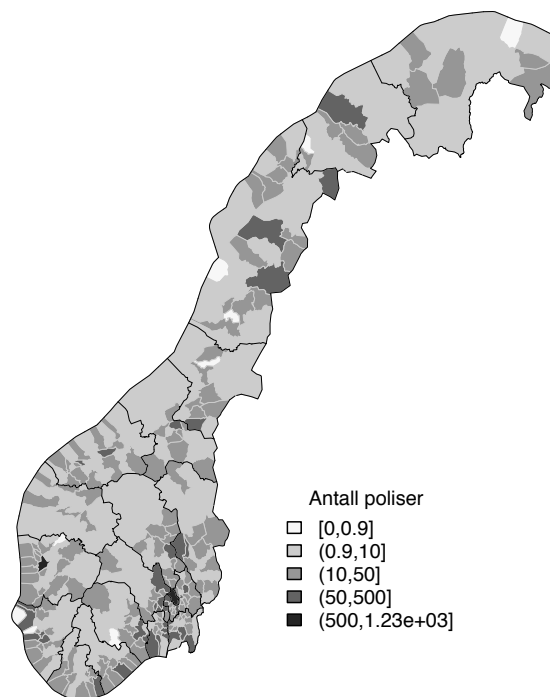 Antall poliser
[0,0.9]
(0.9,10]
(10,50]
(50,500]
(500,1.23e+03]